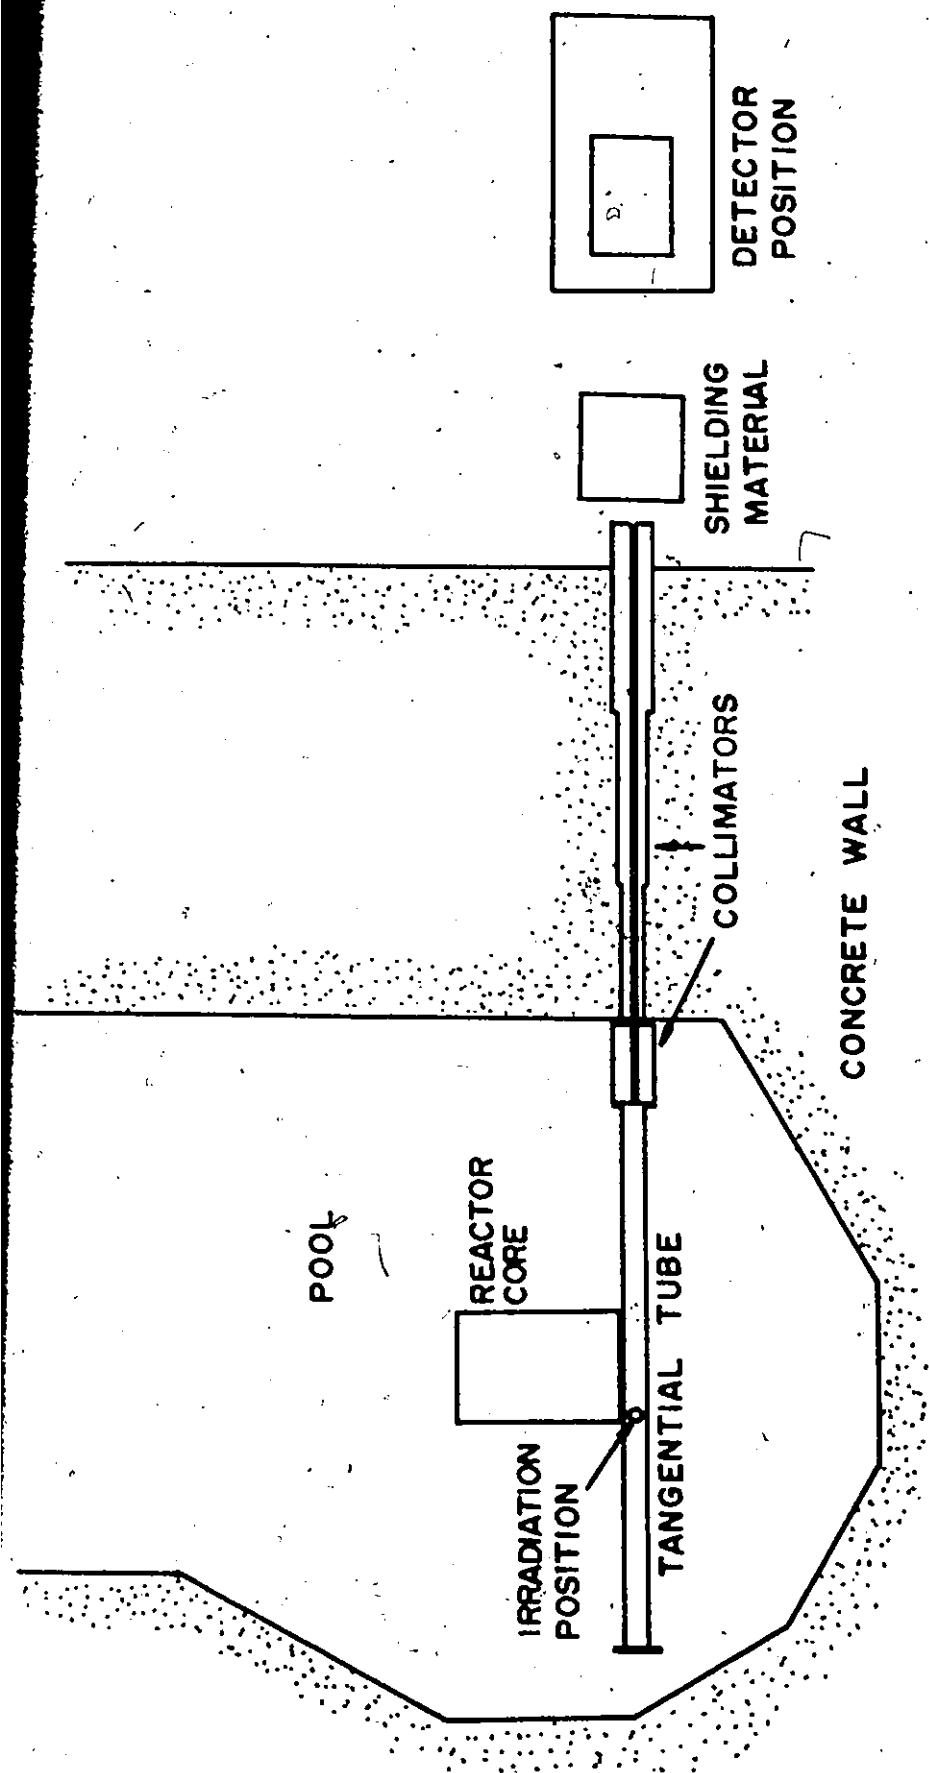 POOL
REACTOR
CORE
IRRADIATION
POSITION
TANGENTIAL TUBE
COLLIMATORS
CONCRETE WALL
SHIELDING
MATERIAL
DETECTOR
POSITION
D.